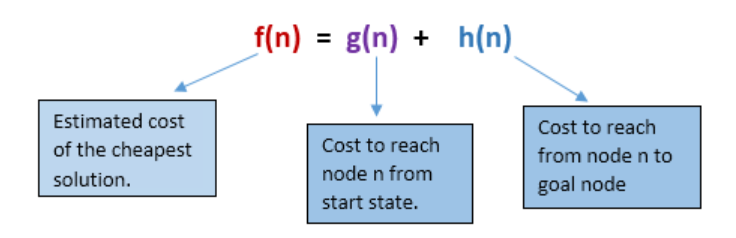 f(n) = g(n) + h(n)
Estimated cost
of the cheapest
solution.
Cost to reach
node n from
start state.
Cost to reach
from node n to
goal node